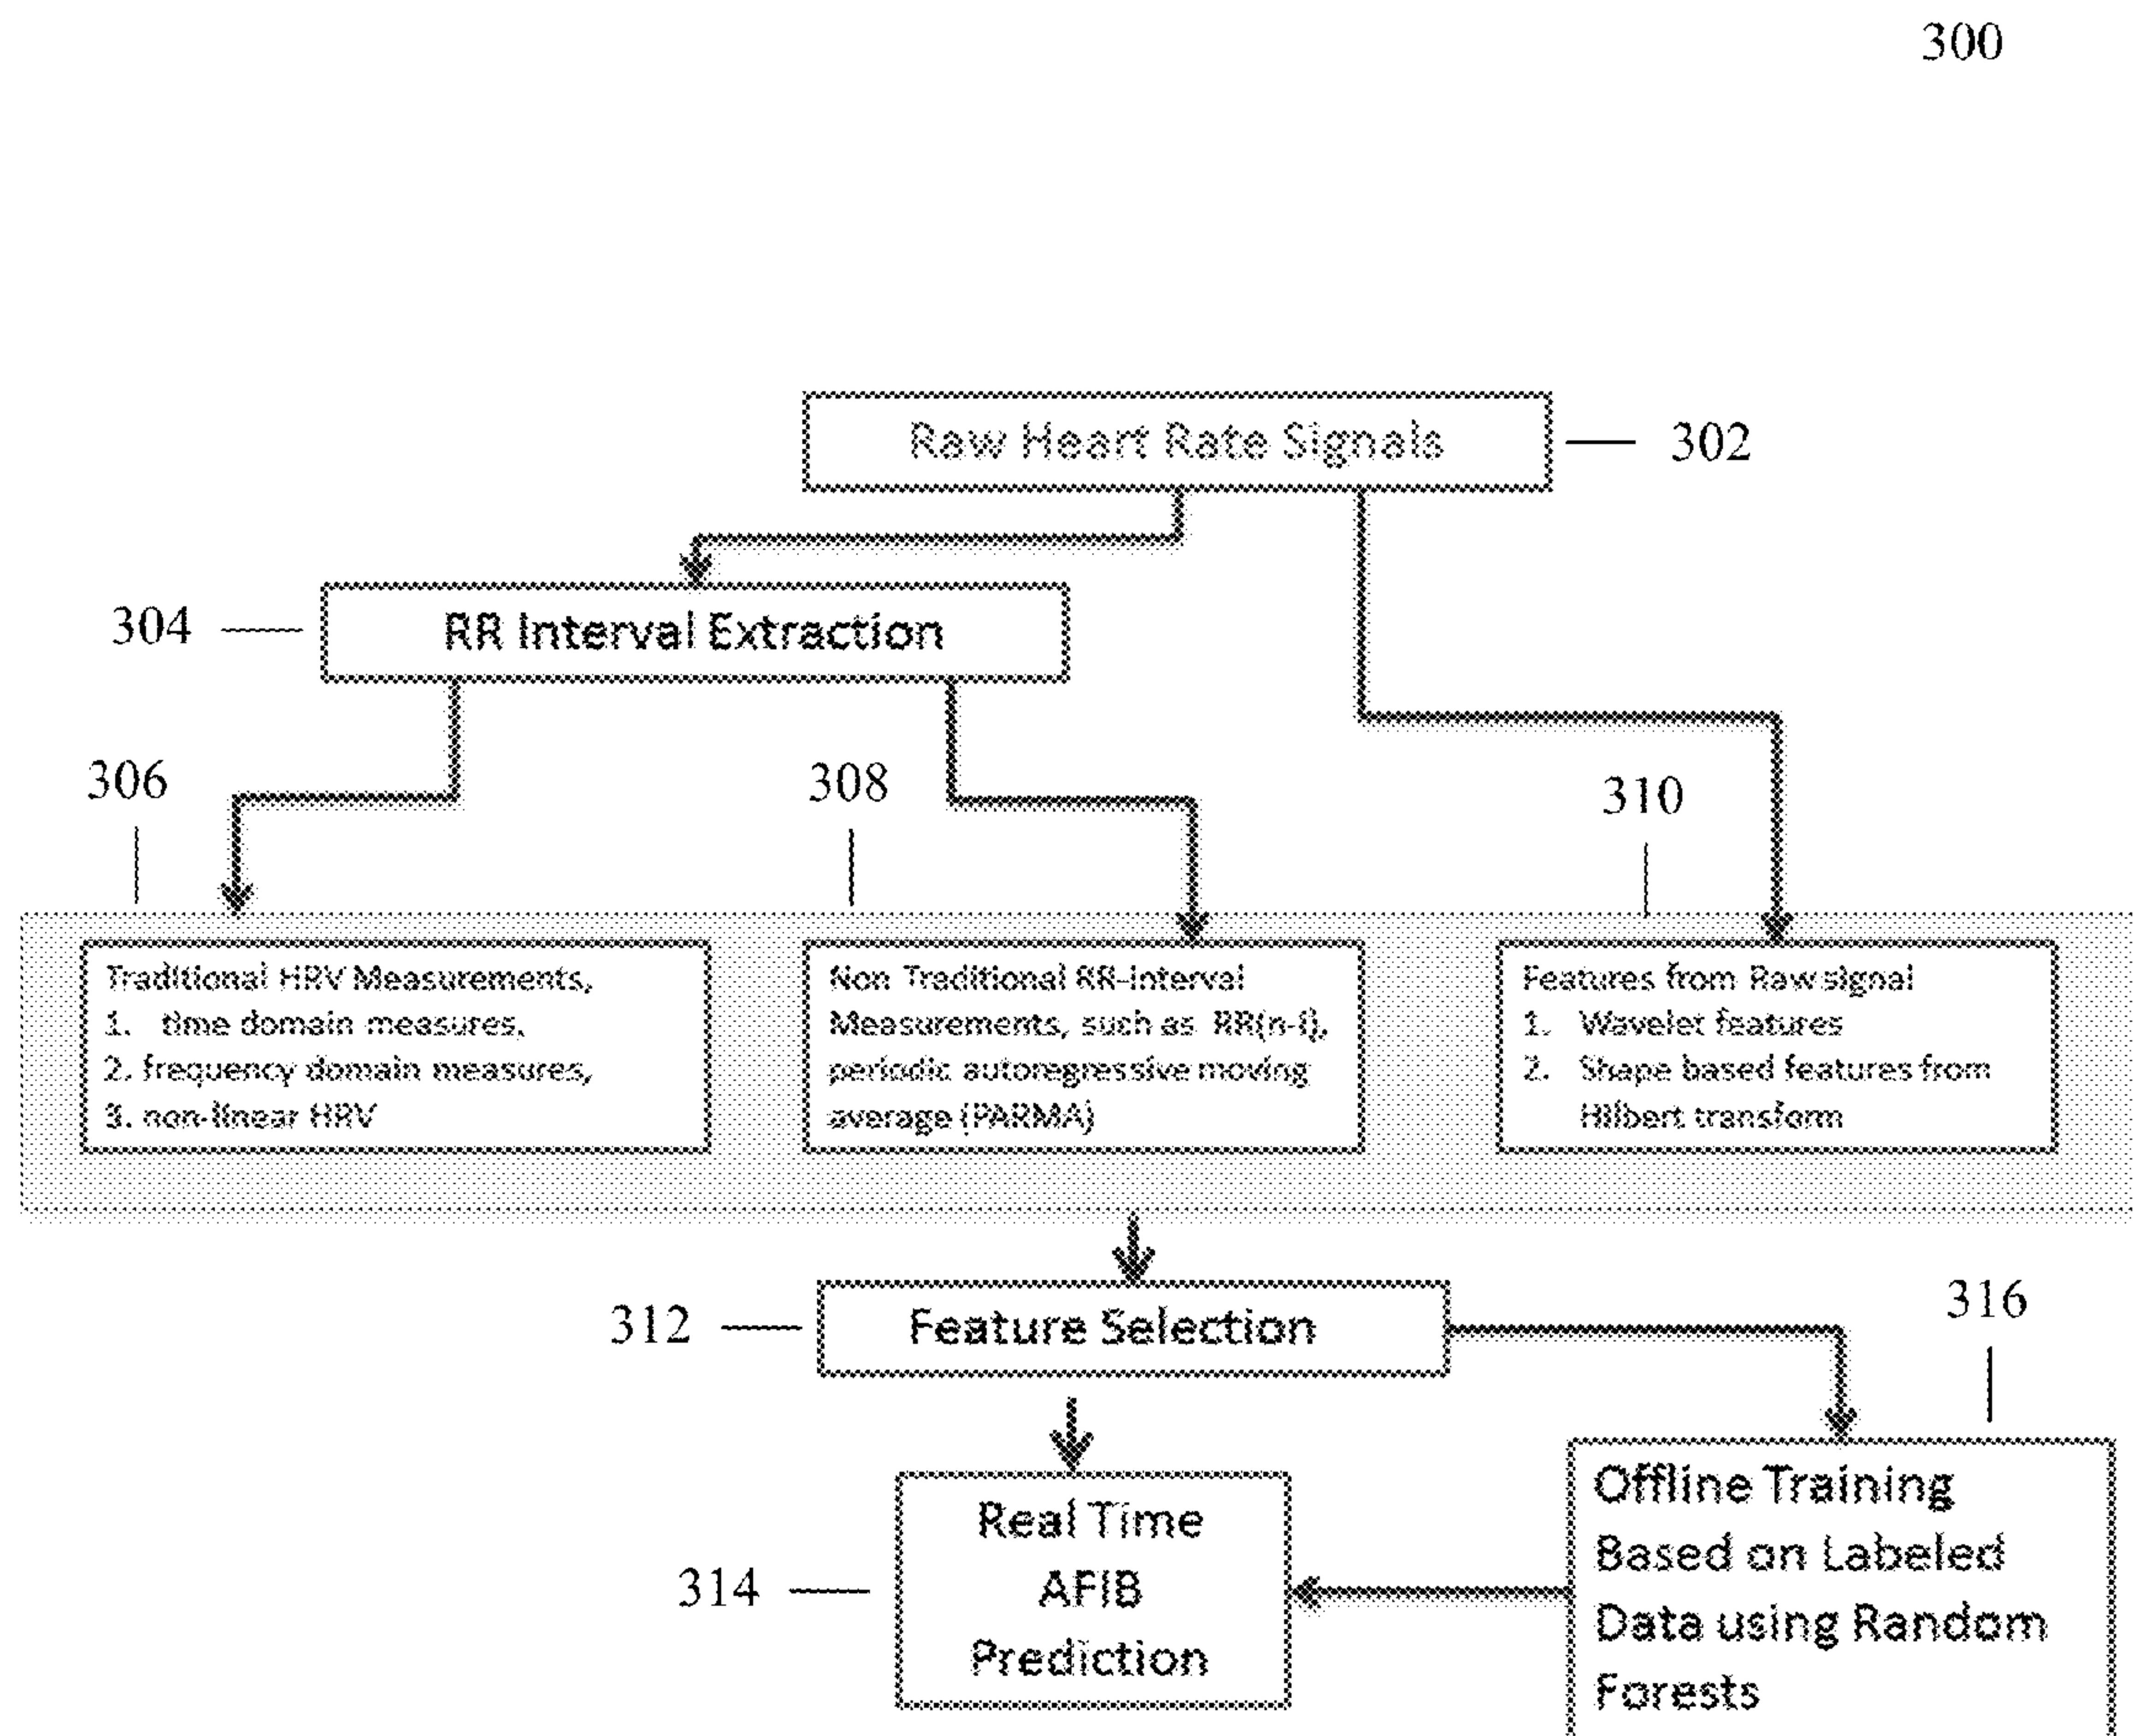 300
Raw Heart Rate Signals
302
304
RR Interval Extraction
306
308
310
Traditional HRV Measurements,
1. time domain measures,
2. frequency domain measures,
3. non-linear HRV
Non Traditional RR-interval
Measurements, such as RR(n-i),
periodic autoregressive moving
average (PARMA)
Features from Raw signal
1. Wavelet features
2. Shape based features from
Hilbert transform
312
Feature Selection
316
314
Real Time
AFIB
Prediction
Offline Training
Based on Labeled
Data using Random
Forests